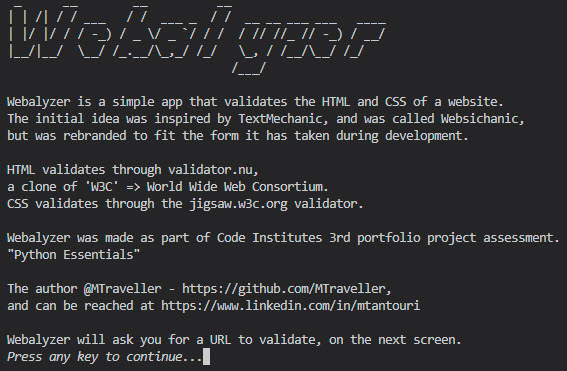 Webalyzer
Webalyzer is a simple app that validates the HTML and CSS of a website.
The initial idea was inspired by TextMechanic, and was called Websichanic,
but was rebranded to fit the form it has taken during development.
HTML validates through validator.nu,
a clone of 'W3C' => World Wide Web Consortium.
CSS validates through the jigsaw.w3c.org validator.
Webalyzer was made as part of Code Institutes 3rd portfolio project assessment.
"Python Essentials"
The author @MTraveller - https://github.com/MTraveller,
and can be reached at https://www.linkedin.com/in/mtantouri
Webalyzer will ask you for a URL to validate, on the next screen.
Press any key to continue...